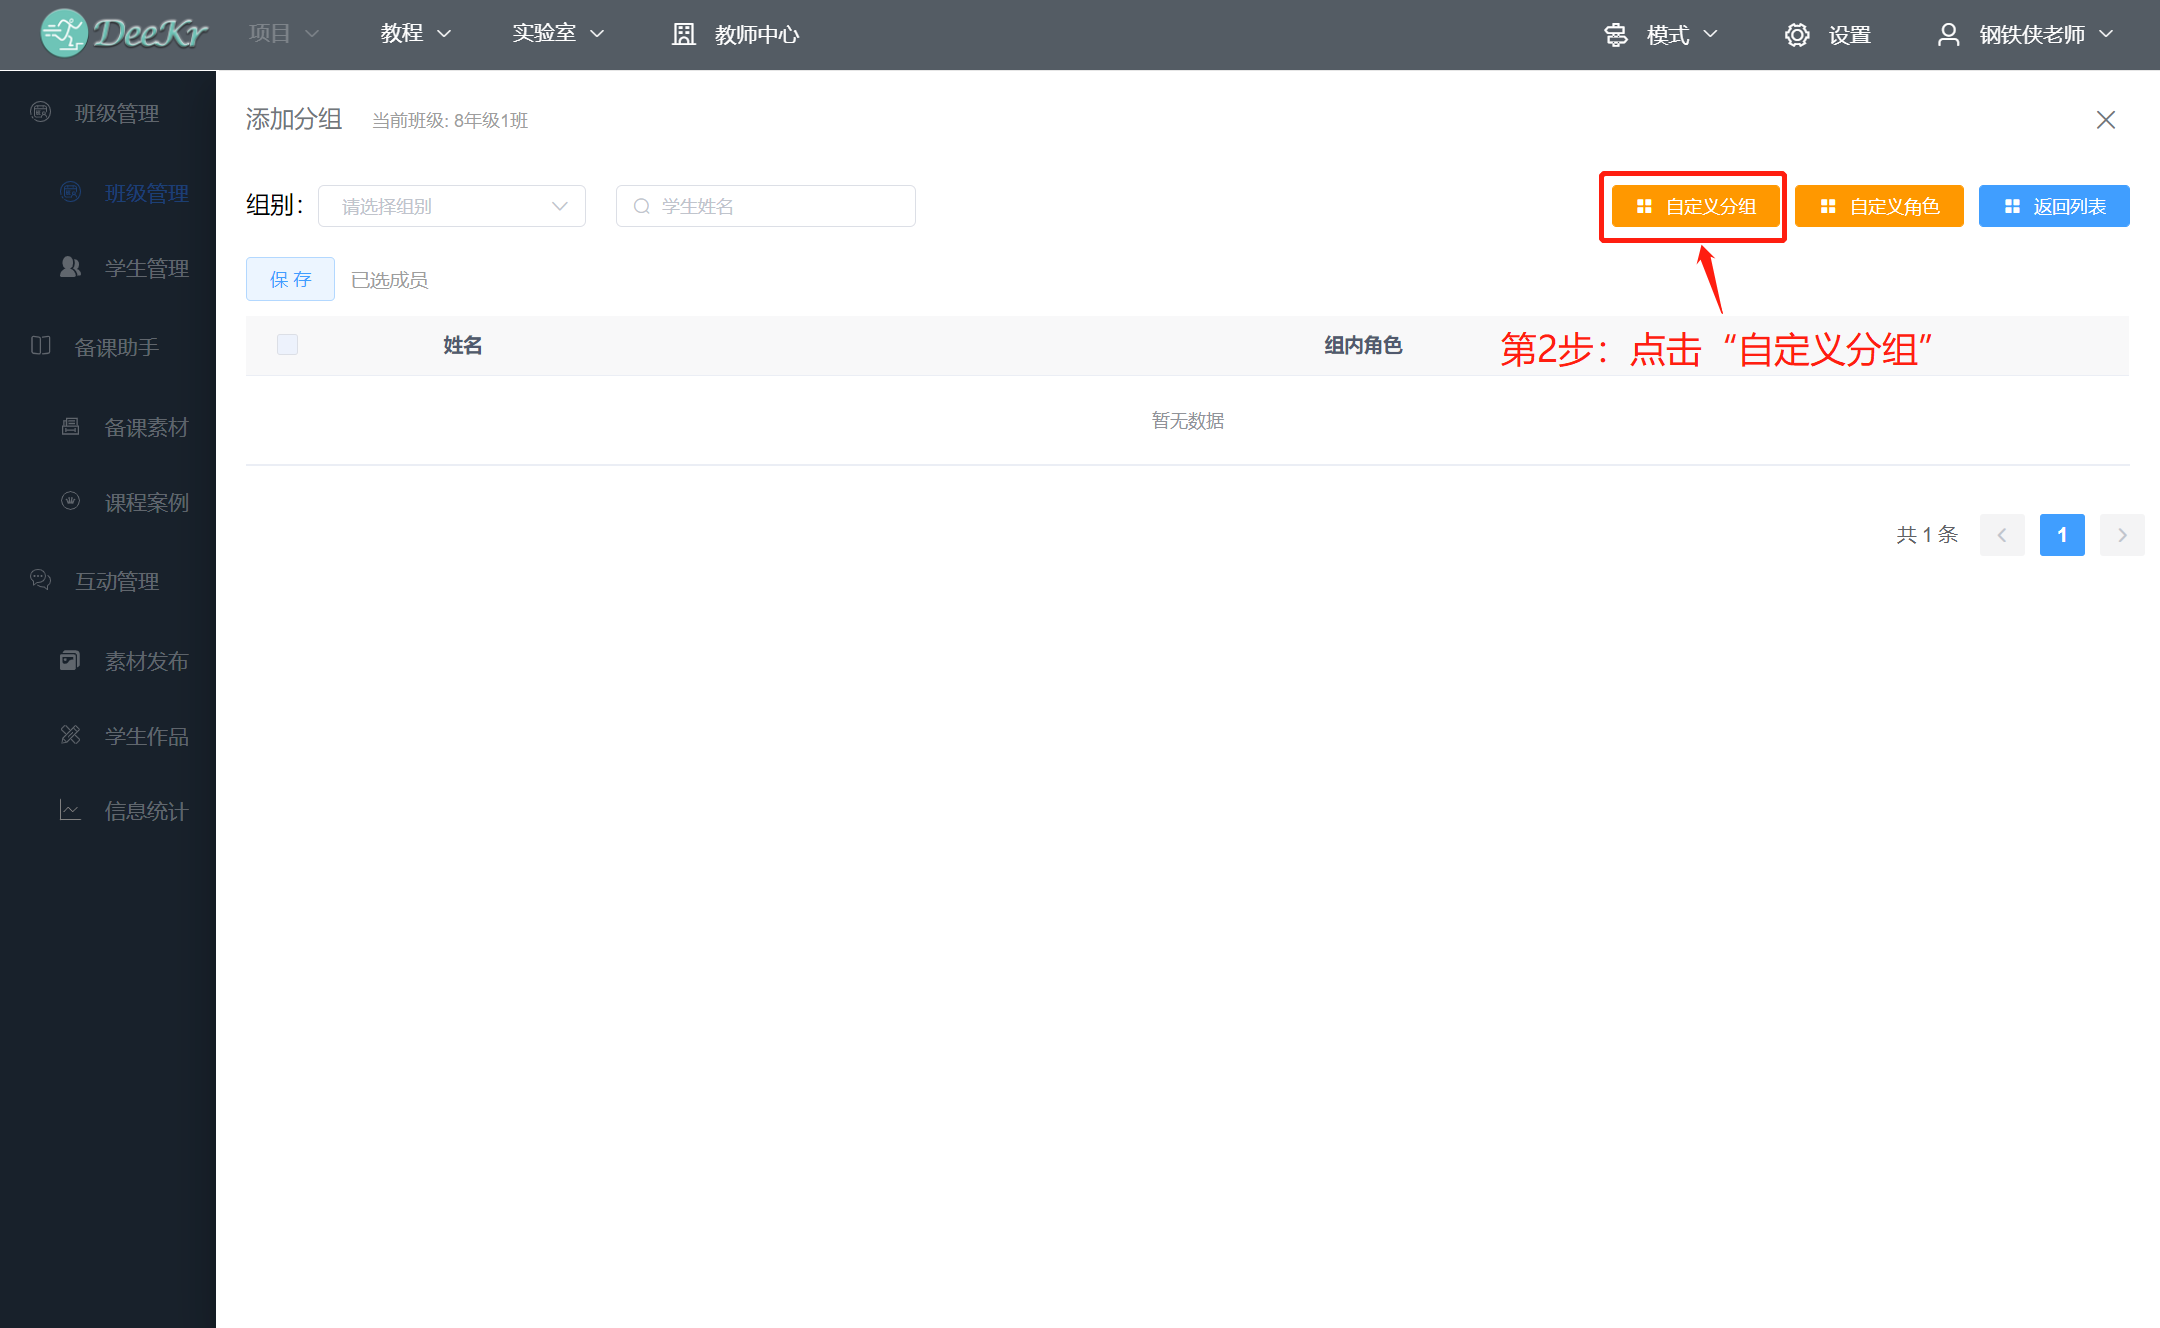 DeeKr 项目 教程 实验室 教师中心 模式 设置 钢铁侠老师
班级管理
班级管理
学生管理
备课助手
备课素材
课程案例
互动管理
素材发布
学生作品
信息统计
添加分组 当前班级: 8年级1班
组别： 请选择组别 学生姓名 自定义分组 自定义角色 返回列表
保 存 已选成员
姓名 组内角色
第2步：点击“自定义分组”
暂无数据
共 1 条 1